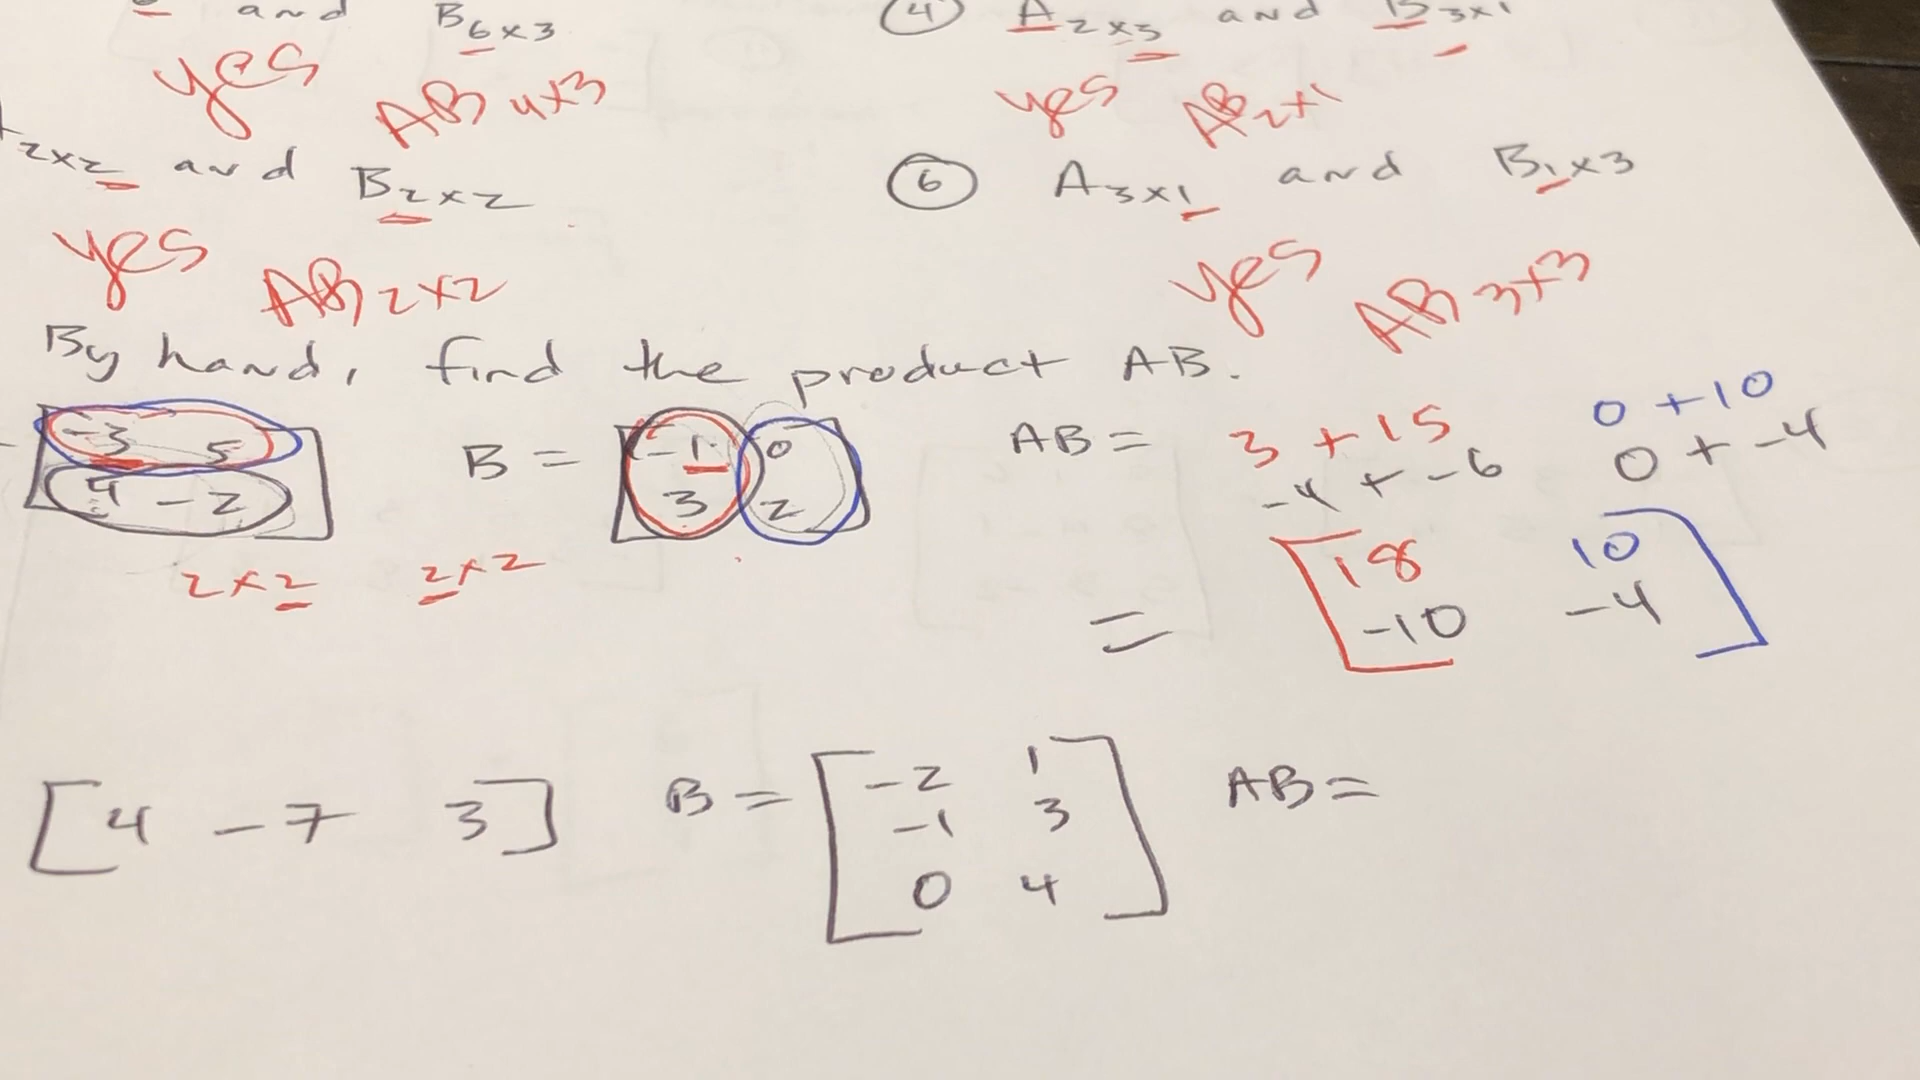 and B6x3
④ A2x3 and B3x1
yes AB4x3
yes AB2x1
2x2 and B2x2
⑥ A3x1 and B1x3
yes AB2x2
yes AB3x3
By hand, find the product AB.
-3 5
4 -2
B =
-1 0
3 2
AB = 3 + 15 0 + 10
-4 + -6 0 + -4
2x2 2x2
= [18 10
-10 -4]
[4 -7 3] B = [-2 1
-1 3
0 4] AB =